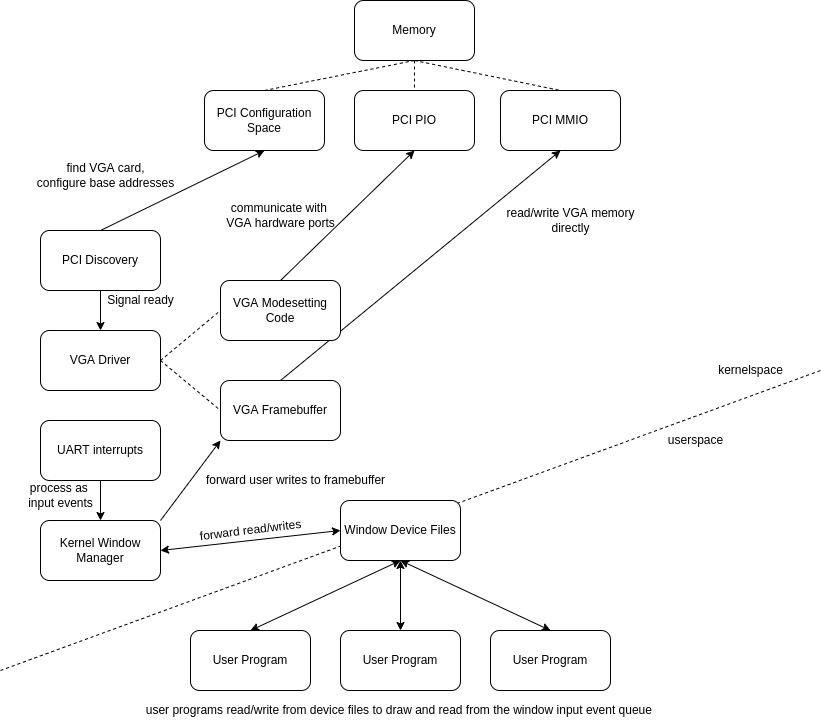 Memory
PCI Configuration
Space
PCI PIO
PCI MMIO
find VGA card,
configure base addresses
communicate with
VGA hardware ports
read/write VGA memory
directly
PCI Discovery
Signal ready
VGA Modesetting
Code
VGA Driver
kernelspace
VGA Framebuffer
userspace
UART interrupts
process as
input events
forward user writes to framebuffer
Kernel Window
Manager
forward read/writes
Window Device Files
User Program
User Program
User Program
user programs read/write from device files to draw and read from the window input event queue